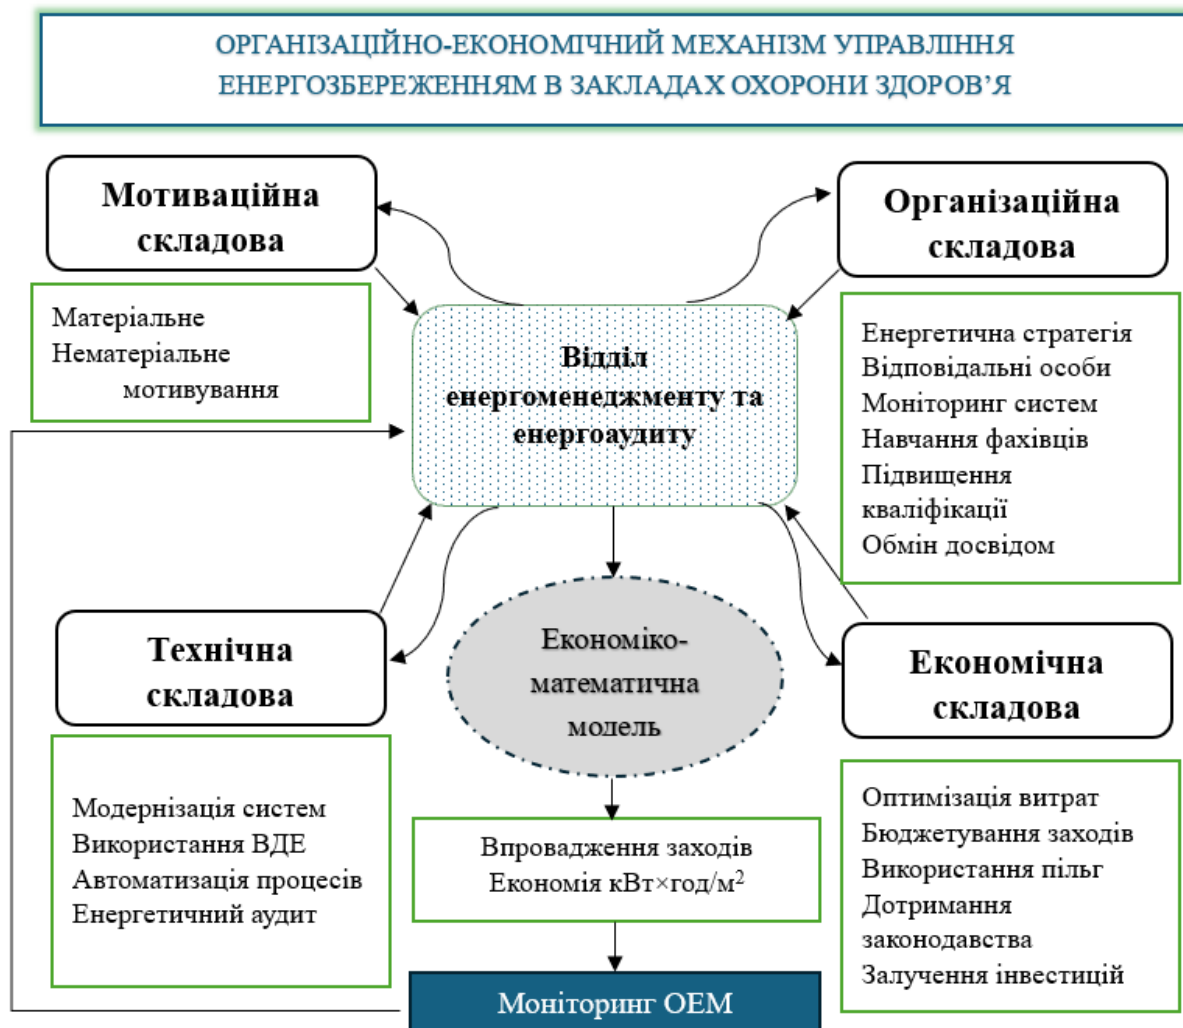 ОРГАНІЗАЦІЙНО-ЕКОНОМІЧНИЙ МЕХАНІЗМ УПРАВЛІННЯ
ЕНЕРГОЗБЕРЕЖЕННЯМ В ЗАКЛАДАХ ОХОРОНИ ЗДОРОВ’Я
Мотиваційна
складова
Матеріальне
Нематеріальне
мотивування
Організаційна
складова
Енергетична стратегія
Відповідальні особи
Моніторинг систем
Навчання фахівців
Підвищення
кваліфікації
Обмін досвідом
Відділ
енергоменеджменту та
енергоаудиту
Технічна
складова
Модернізація систем
Використання ВДЕ
Автоматизація процесів
Енергетичний аудит
Економіко-
математична
модель
Впровадження заходів
Економія кВт×год/м²
Моніторинг ОЕМ
Економічна
складова
Оптимізація витрат
Бюджетування заходів
Використання пільг
Дотримання
законодавства
Залучення інвестицій